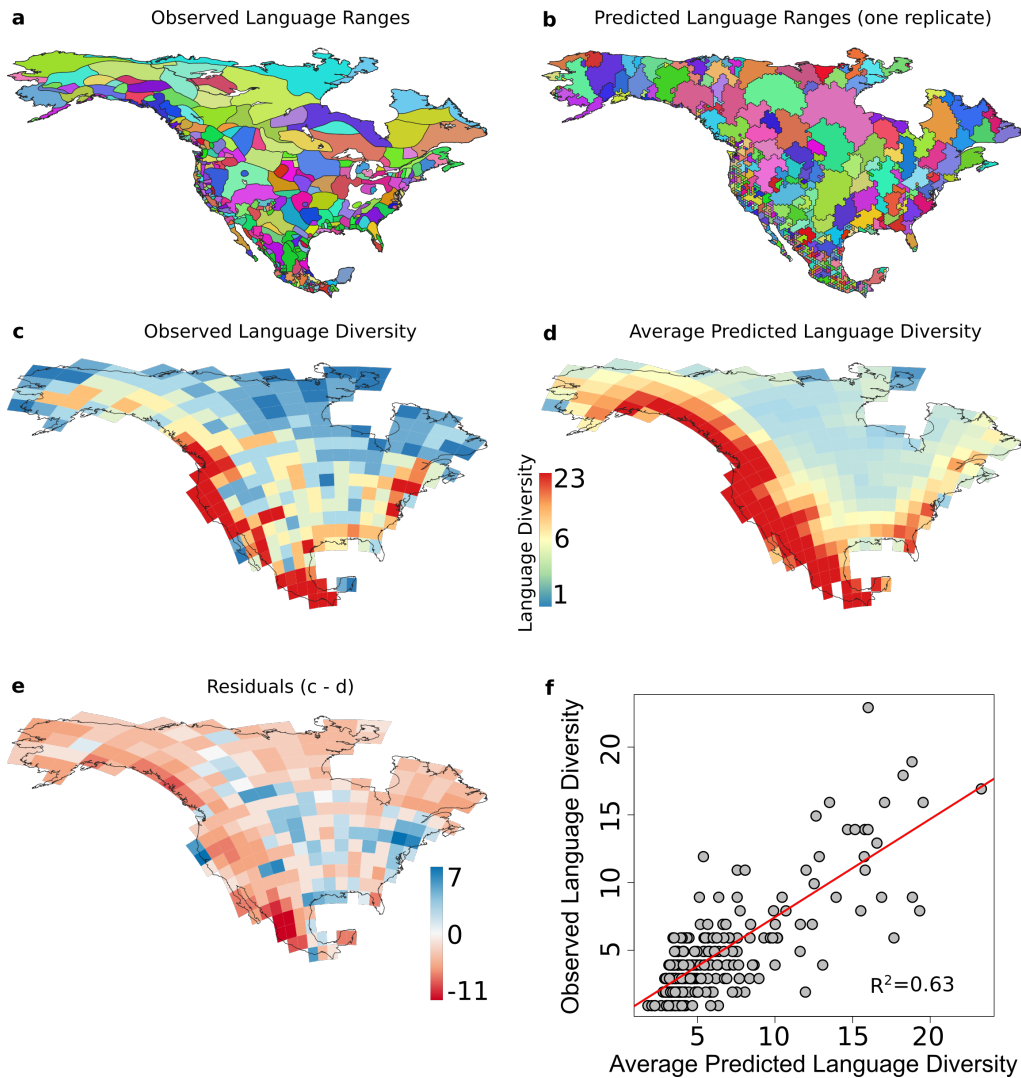 a
Observed Language Ranges
b
Predicted Language Ranges (one replicate)
c
Observed Language Diversity
d
Average Predicted Language Diversity
Language Diversity
23
6
1
e
Residuals (c - d)
7
0
-11
f
Observed Language Diversity
20
15
10
5
R²=0.63
5
10
15
20
Average Predicted Language Diversity